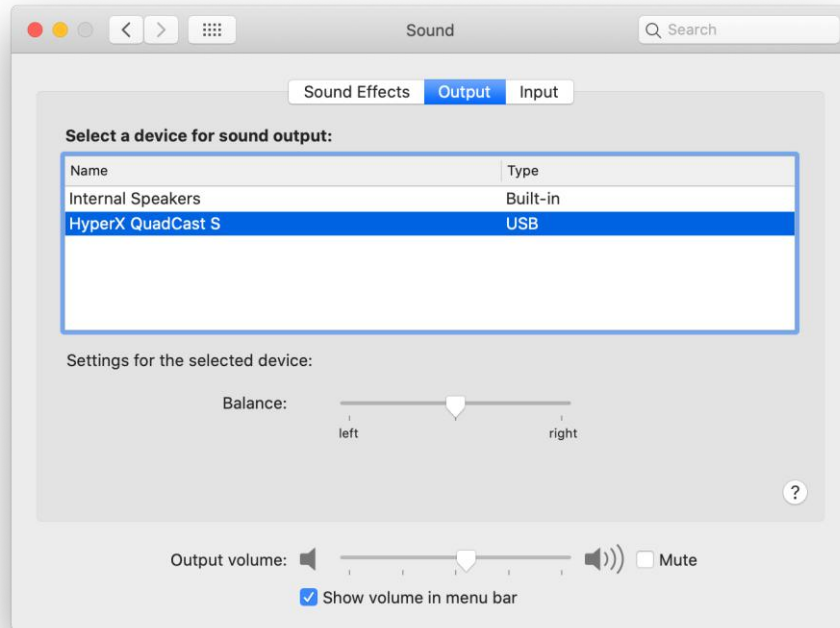 Sound
Search
Sound Effects Output Input
Select a device for sound output:
Name Type
Internal Speakers Built-in
HyperX QuadCast S USB
Settings for the selected device:
Balance:
left right
?
Output volume: Mute
Show volume in menu bar